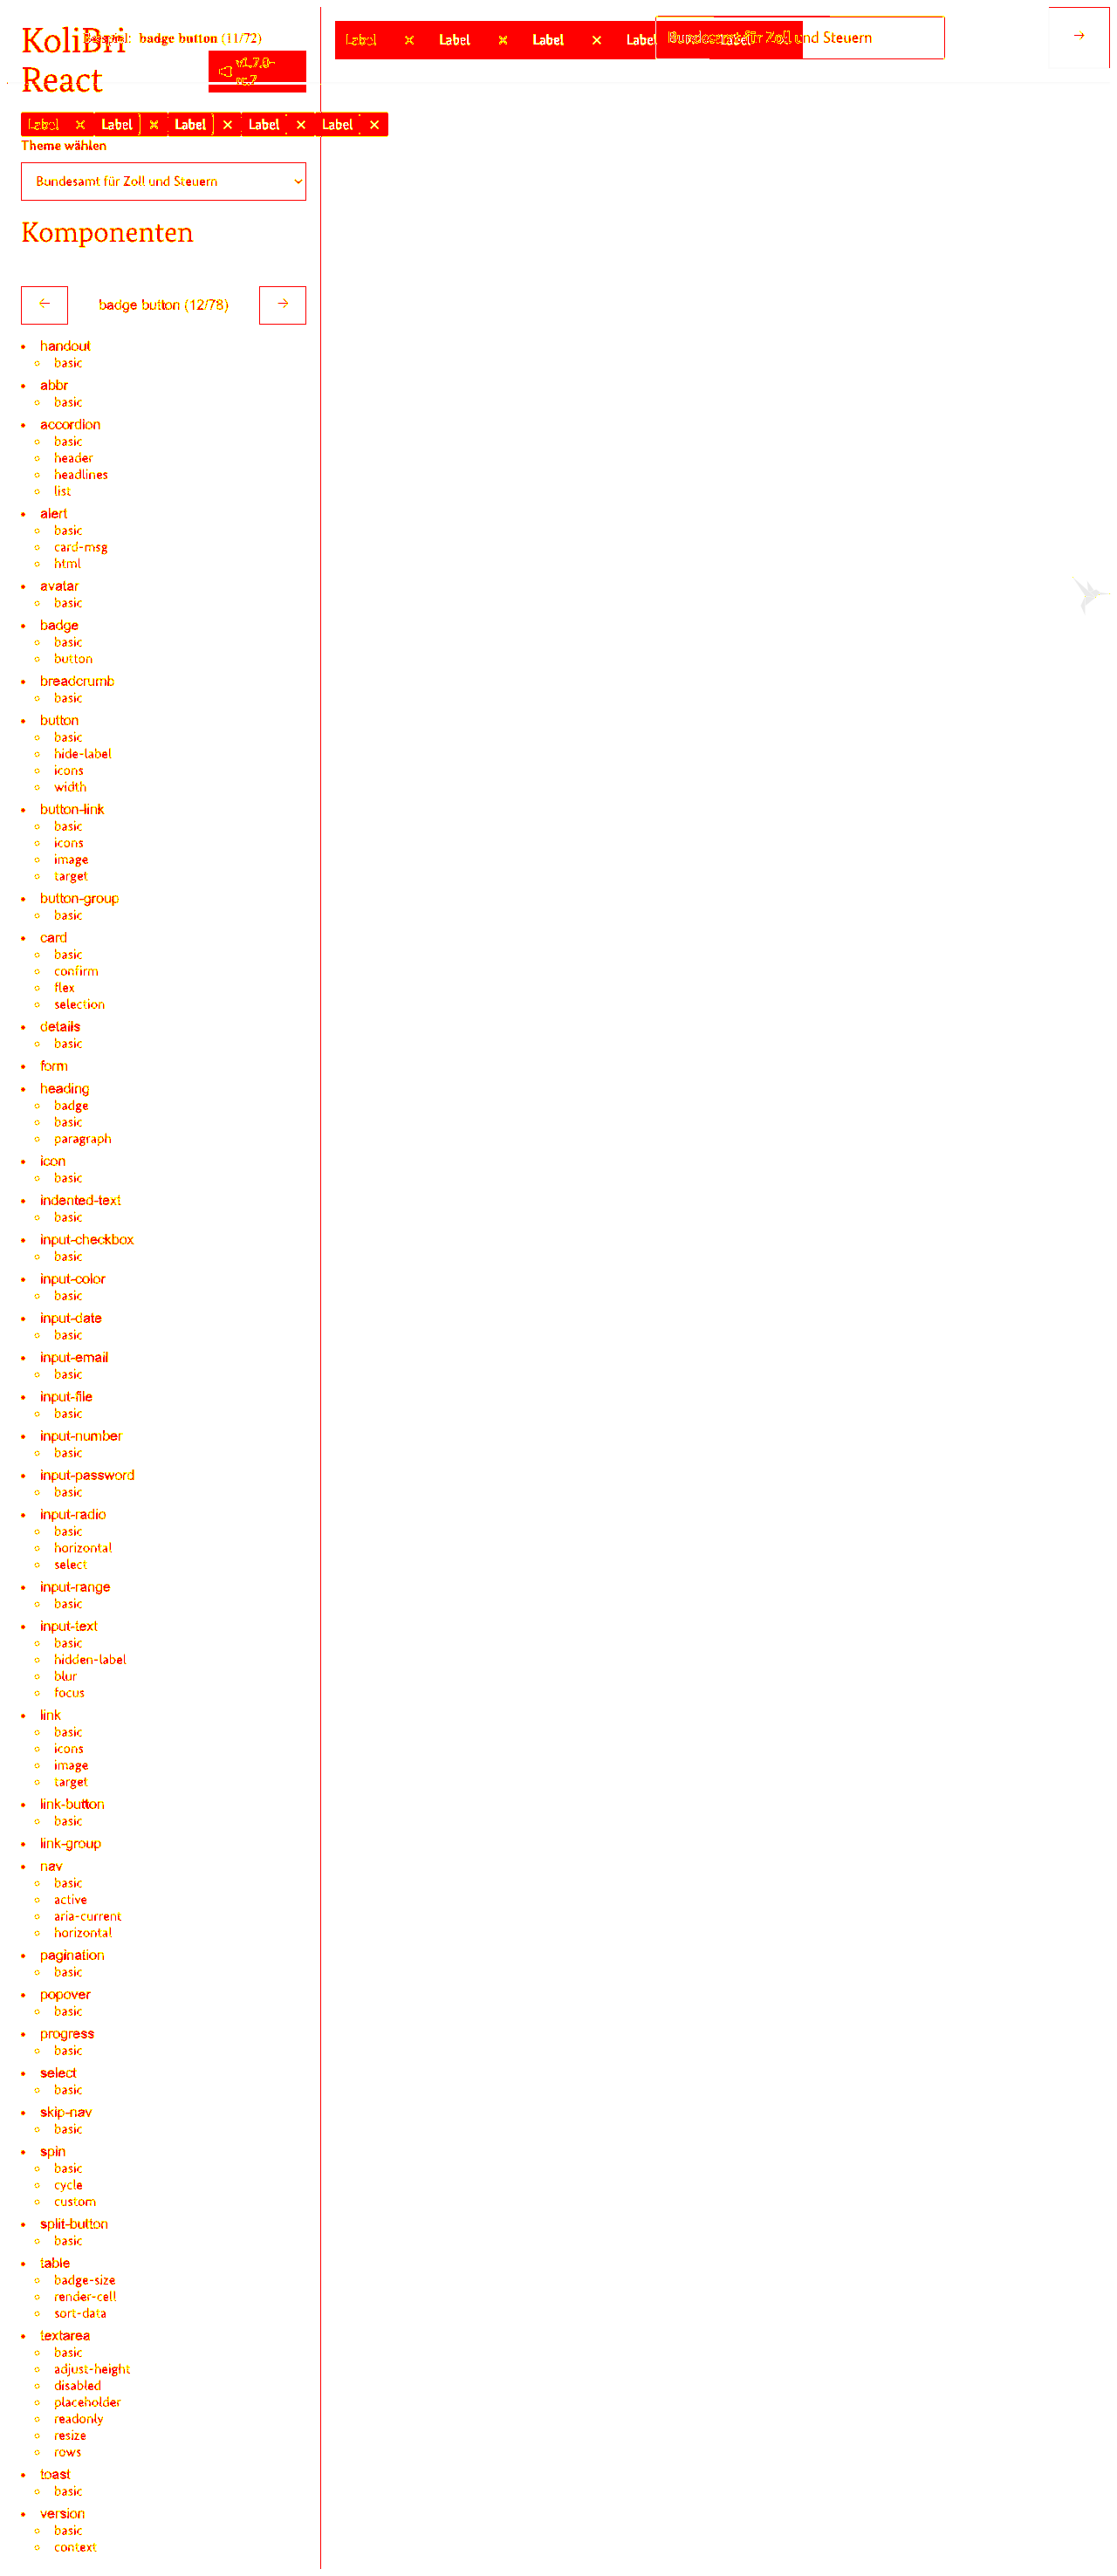 KoliBri
React
Beispiel: badge button (11/72)
v1.7.0-
rc.2
Label × Label × Label × Label Label
Bundesamt für Zoll und Steuern
→
Label × Label × Label × Label × Label ×
Theme wählen
Bundesamt für Zoll und Steuern
Komponenten
← badge button (12/78) →
handout
basic
abbr
basic
accordion
basic
header
headlines
list
alert
basic
card-msg
html
avatar
basic
badge
basic
button
breadcrumb
basic
button
basic
hide-label
icons
width
button-link
basic
icons
image
target
button-group
basic
card
basic
confirm
flex
selection
details
basic
form
heading
badge
basic
paragraph
icon
basic
indented-text
basic
input-checkbox
basic
input-color
basic
input-date
basic
input-email
basic
input-file
basic
input-number
basic
input-password
basic
input-radio
basic
horizontal
select
input-range
basic
input-text
basic
hidden-label
blur
focus
link
basic
icons
image
target
link-button
basic
link-group
nav
basic
active
aria-current
horizontal
pagination
basic
popover
basic
progress
basic
select
basic
skip-nav
basic
spin
basic
cycle
custom
split-button
basic
table
badge-size
render-cell
sort-data
textarea
basic
adjust-height
disabled
placeholder
readonly
resize
rows
toast
basic
version
basic
context